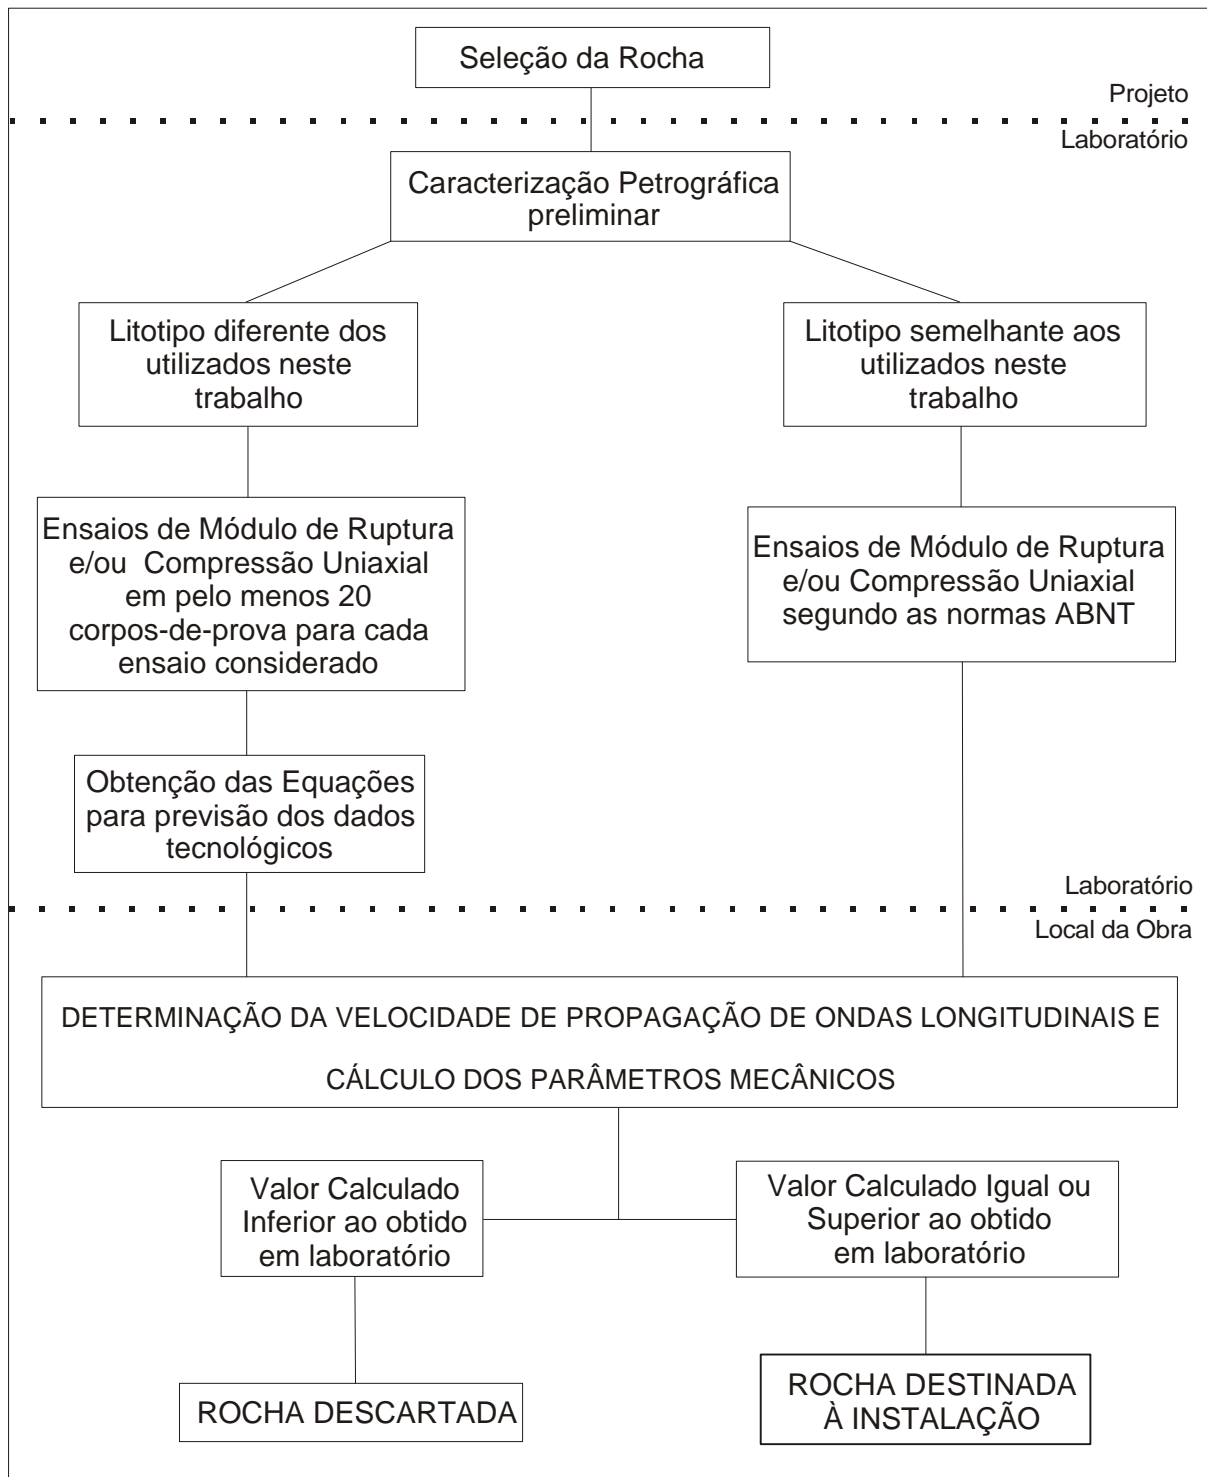 Seleção da Rocha
Projeto
Laboratório
Caracterização Petrográfica
preliminar
Litotipo diferente dos
utilizados neste
trabalho
Litotipo semelhante aos
utilizados neste
trabalho
Ensaios de Módulo de Ruptura
e/ou Compressão Uniaxial
em pelo menos 20
corpos-de-prova para cada
ensaio considerado
Ensaios de Módulo de Ruptura
e/ou Compressão Uniaxial
segundo as normas ABNT
Obtenção das Equações
para previsão dos dados
tecnológicos
Laboratório
Local da Obra
DETERMINAÇÃO DA VELOCIDADE DE PROPAGAÇÃO DE ONDAS LONGITUDINAIS E
CÁLCULO DOS PARÂMETROS MECÂNICOS
Valor Calculado
Inferior ao obtido
em laboratório
Valor Calculado Igual ou
Superior ao obtido
em laboratório
ROCHA DESCARTADA
ROCHA DESTINADA
À INSTALAÇÃO